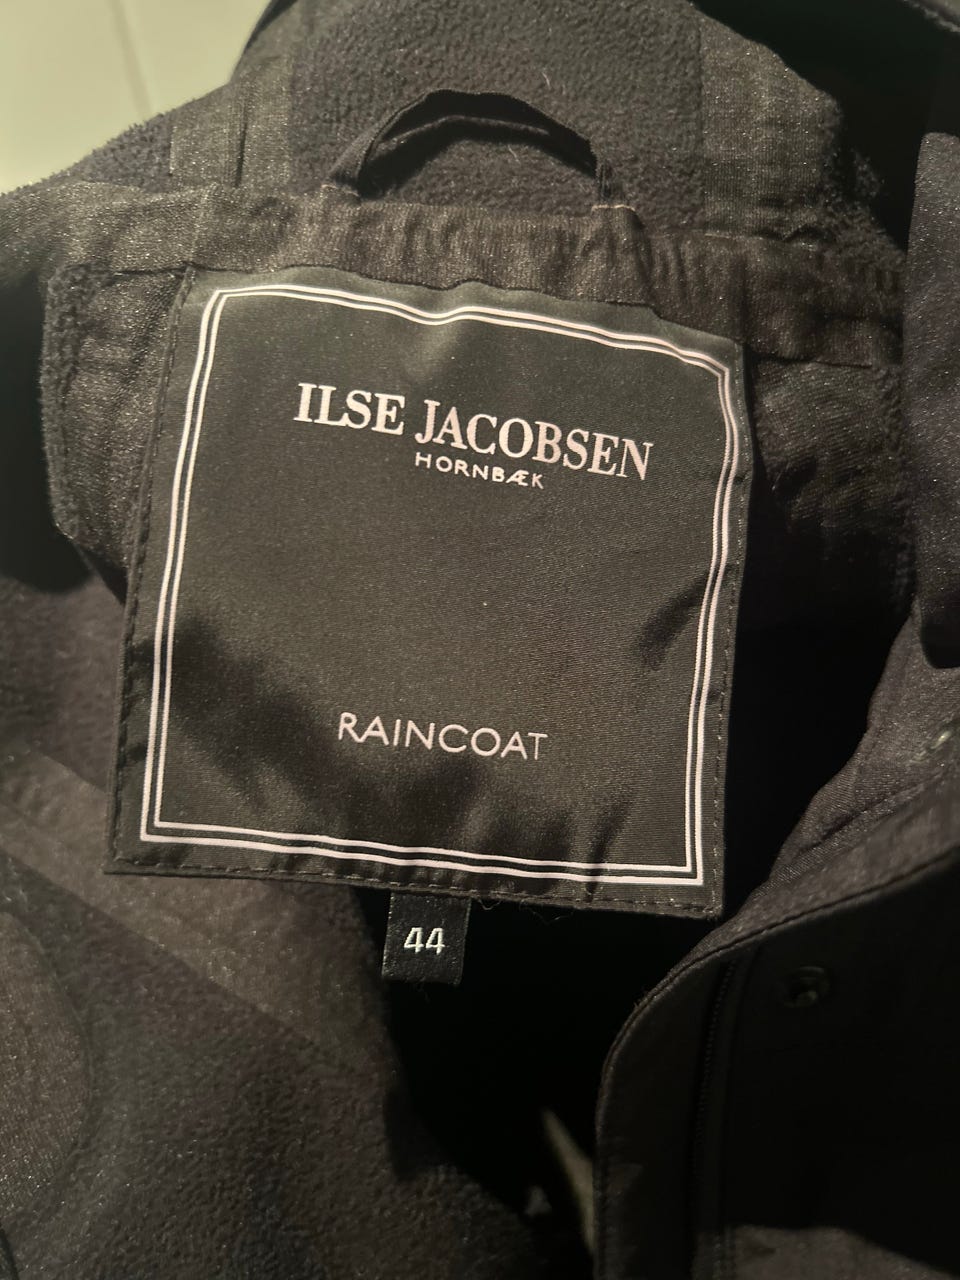 ILSE JACOBSEN
HORNBÆK
RAINCOAT
44